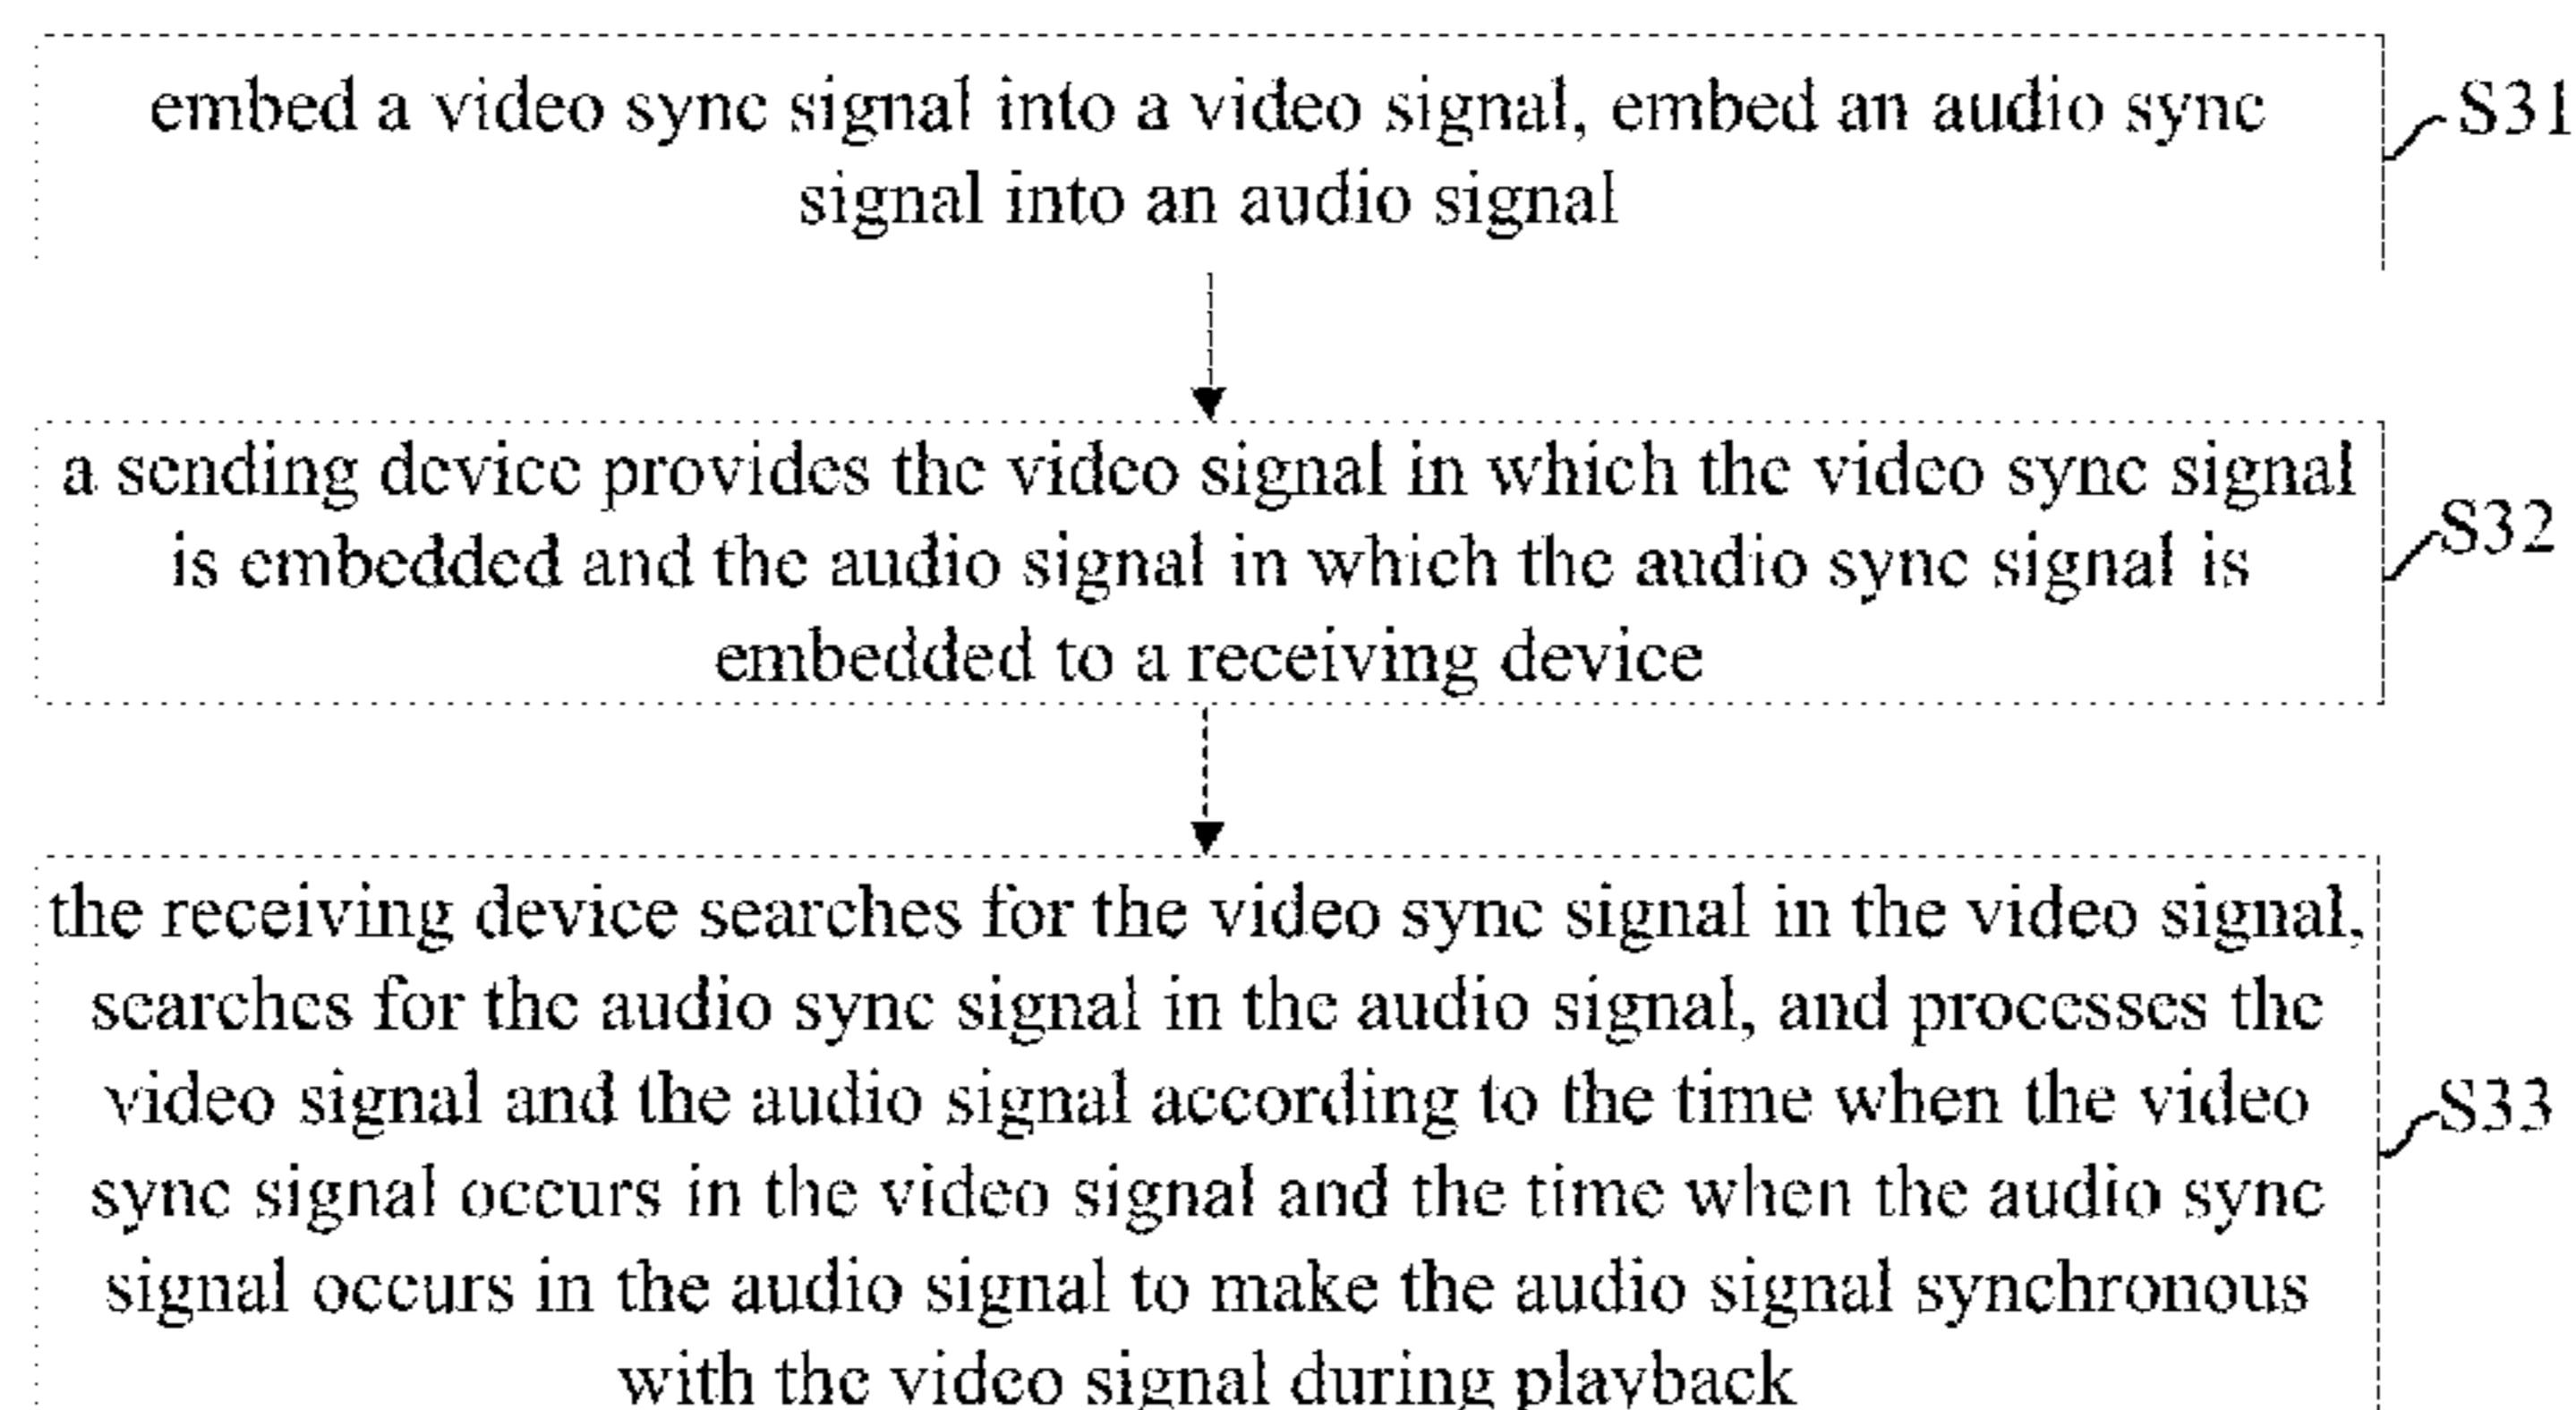 embed a video sync signal into a video signal, embed an audio sync
signal into an audio signal
S31
a sending device provides the video signal in which the video sync signal
is embedded and the audio signal in which the audio sync signal is
embedded to a receiving device
S32
the receiving device searches for the video sync signal in the video signal,
searches for the audio sync signal in the audio signal, and processes the
video signal and the audio signal according to the time when the video
sync signal occurs in the video signal and the time when the audio sync
signal occurs in the audio signal to make the audio signal synchronous
with the video signal during playback
S33